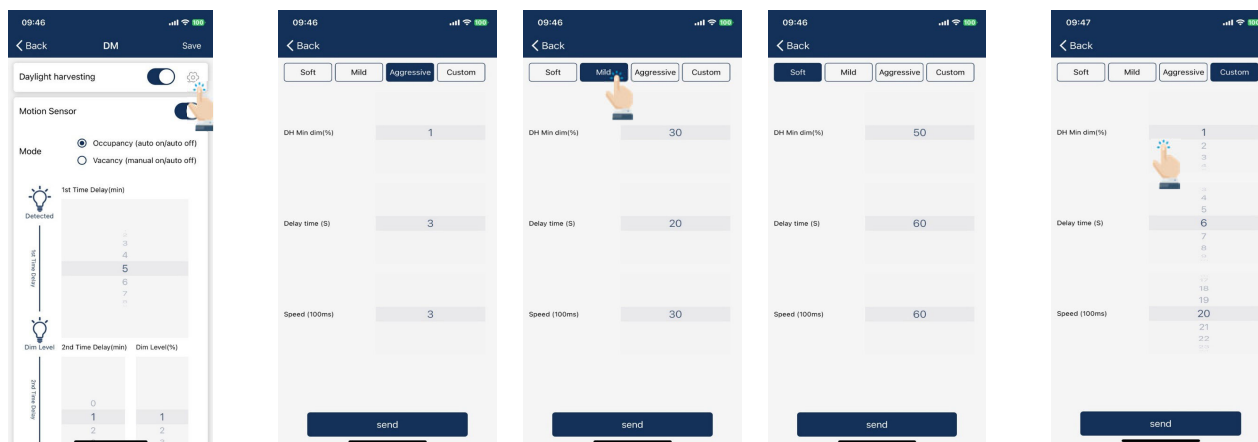 09:46
100
Back
DM
Save
Daylight harvesting
Motion Sensor
Mode
Occupancy (auto on/auto off)
Vacancy (manual on/auto off)
1st Time Delay(min)
Detected
1st Time Delay
3
4
5
6
7
Dim Level
2nd Time Delay(min)
Dim Level(%)
2nd Time Delay
0
1
2
1
2
09:46
100
Back
Soft
Mild
Aggressive
Custom
DH Min dim(%)
1
Delay time (S)
3
Speed (100ms)
3
send
09:46
100
Back
Soft
Mild
Aggressive
Custom
DH Min dim(%)
30
Delay time (S)
20
Speed (100ms)
30
send
09:46
100
Back
Soft
Mild
Aggressive
Custom
DH Min dim(%)
50
Delay time (S)
60
Speed (100ms)
60
send
09:47
Back
Soft
Mild
Aggressive
Custom
DH Min dim(%)
1
2
3
Delay time (S)
4
5
6
7
8
Speed (100ms)
18
19
20
21
22
send